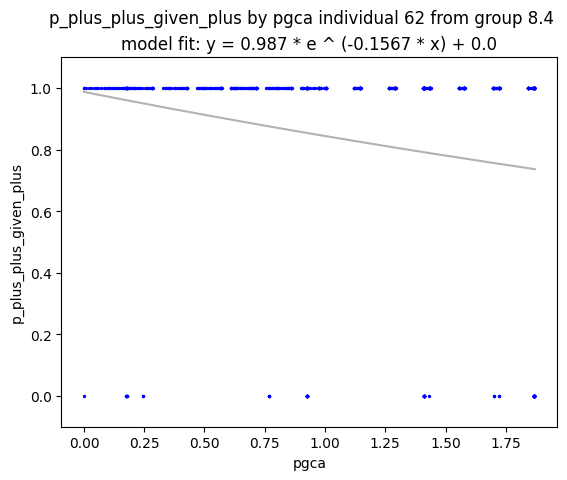 p_plus_plus_given_plus by pgca individual 62 from group 8.4
model fit: y = 0.987 * e ^ (-0.1567 * x) + 0.0
p_plus_plus_given_plus
1.0
0.8
0.6
0.4
0.2
0.0
0.00 0.25 0.50 0.75 1.00 1.25 1.50 1.75
pgca